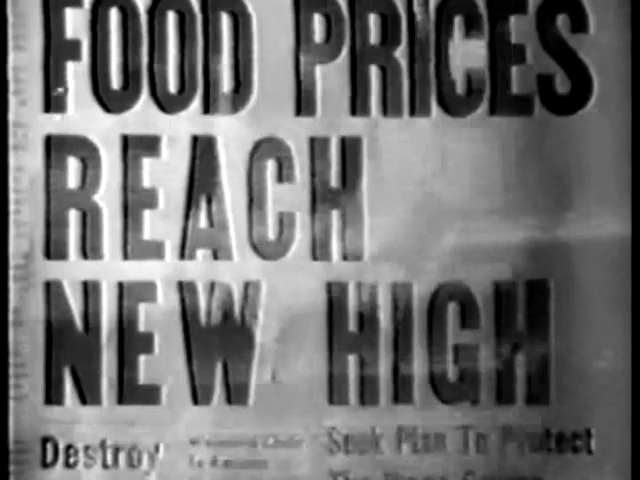 FOOD PRICES
REACH
NEW HIGH
Destroy
Seek Plan To Protect